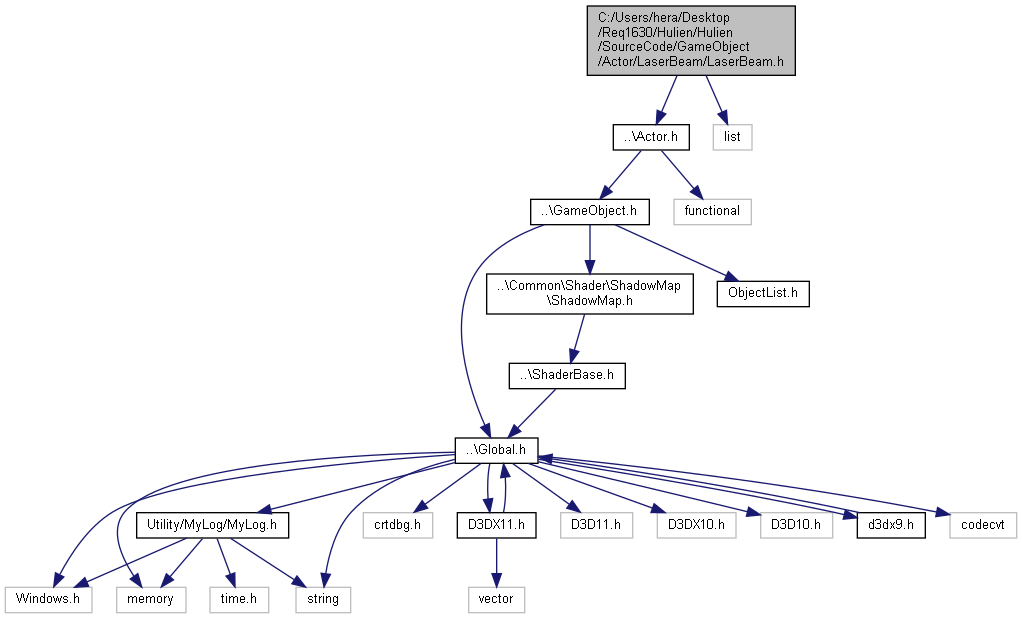 C:/Users/hera/Desktop
/Req1630/Hulien/Hulien
/SourceCode/GameObject
/Actor/LaserBeam/LaserBeam.h
..\Actor.h
list
..\GameObject.h
functional
..\Common\Shader\ShadowMap
\ShadowMap.h
ObjectList.h
..\ShaderBase.h
..\Global.h
Utility/MyLog/MyLog.h
crtdbg.h
D3DX11.h
D3D11.h
D3DX10.h
D3D10.h
d3dx9.h
codecvt
Windows.h
memory
time.h
string
vector